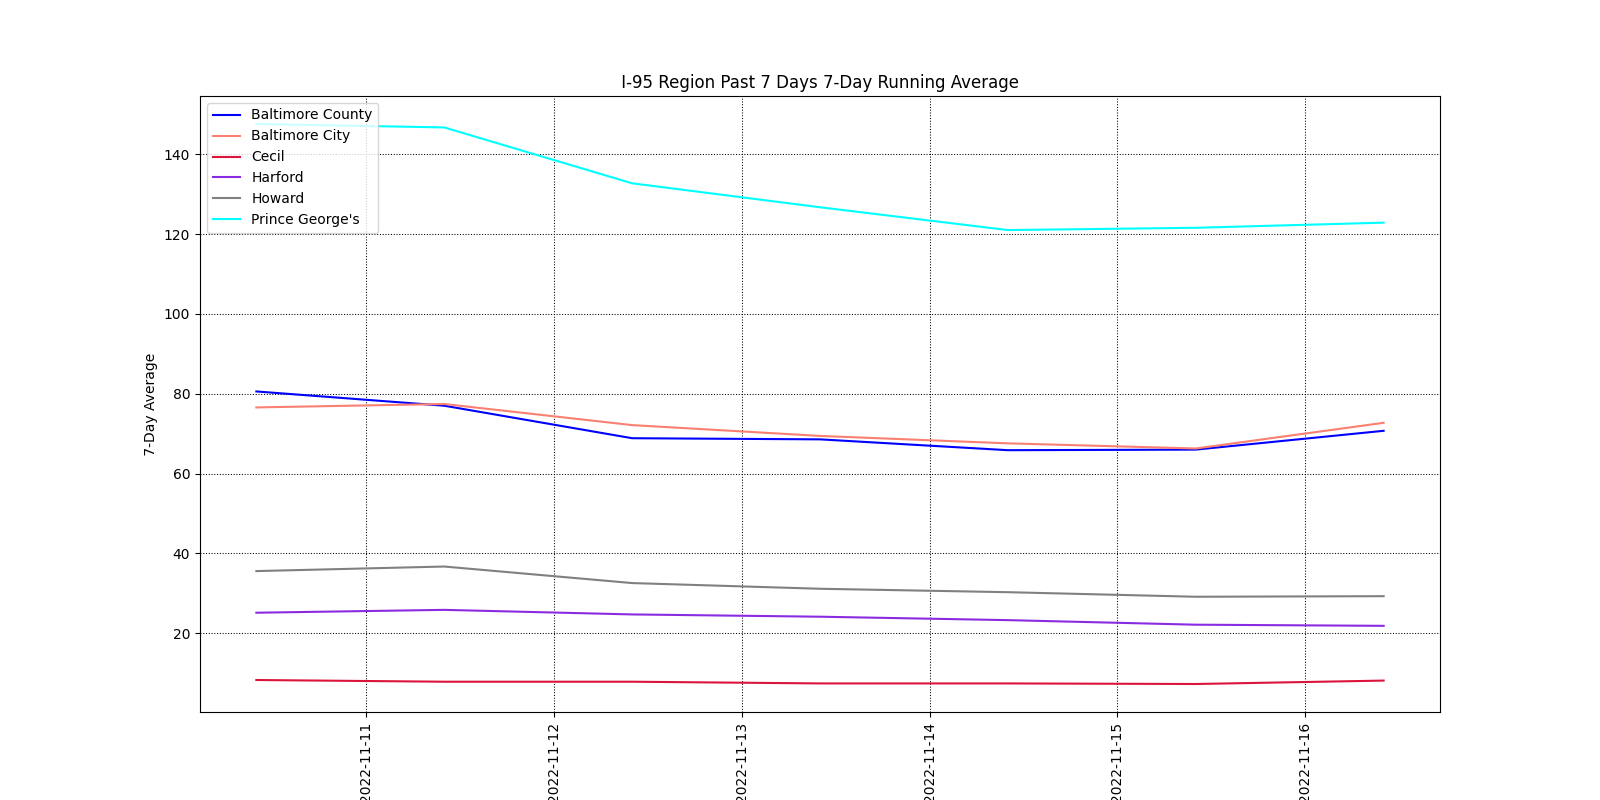 I-95 Region Past 7 Days 7-Day Running Average
Baltimore County
Baltimore City
Cecil
Harford
Howard
Prince George's
7-Day Average
140
120
100
80
60
40
20
2022-11-11
2022-11-12
2022-11-13
2022-11-14
2022-11-15
2022-11-16